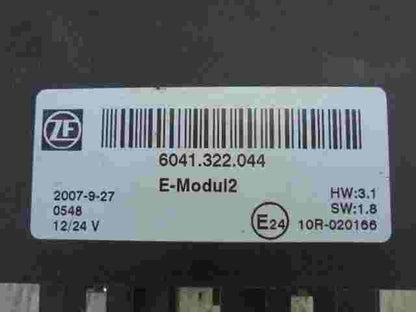 ZF
6041.322.044
E-Modul2
2007-9-27
0548
12/24 V
HW:3.1
SW:1.8
E24 10R-020166